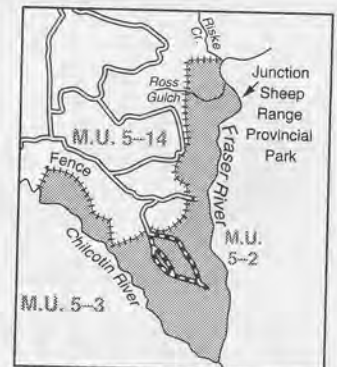 Riske
Cr.
Ross
Gulch
Junction
Sheep
Range
Provincial
Park
M.U. 5–14
Fence
Fraser River
Chilcotin River
M.U.
5–2
M.U. 5–3